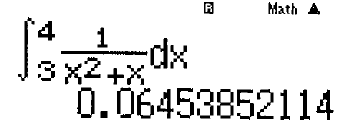 R Math ▲
∫₃⁴ 1/(x²+x) dx
0.06453852114